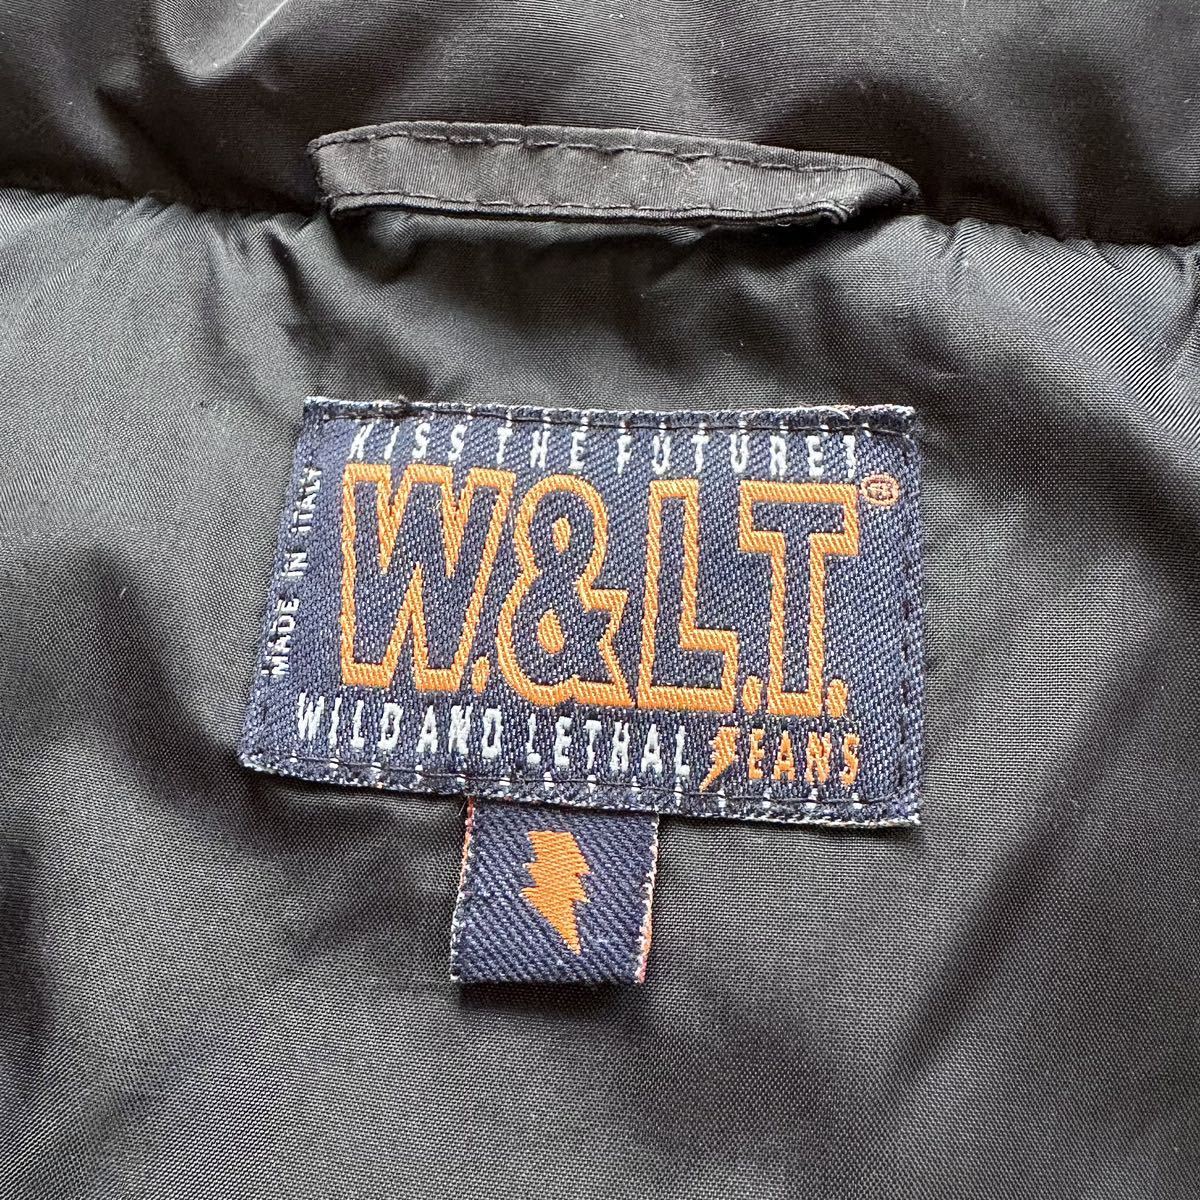 KISS THE FUTURE!
W.&L.T.®
MADE IN ITALY
WILD AND LETHAL JEANS